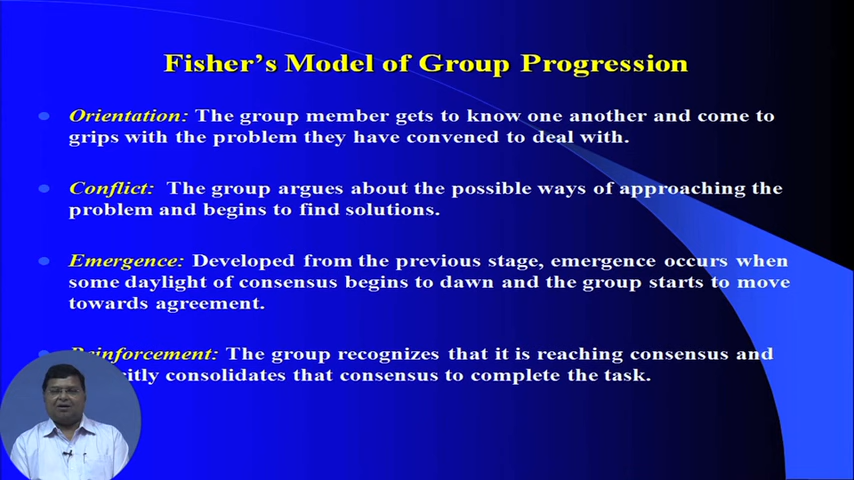 Fisher's Model of Group Progression
Orientation: The group member gets to know one another and come to
grips with the problem they have convened to deal with.
Conflict: The group argues about the possible ways of approaching the
problem and begins to find solutions.
Emergence: Developed from the previous stage, emergence occurs when
some daylight of consensus begins to dawn and the group starts to move
towards agreement.
Reinforcement: The group recognizes that it is reaching consensus and
consolidates that consensus to complete the task.